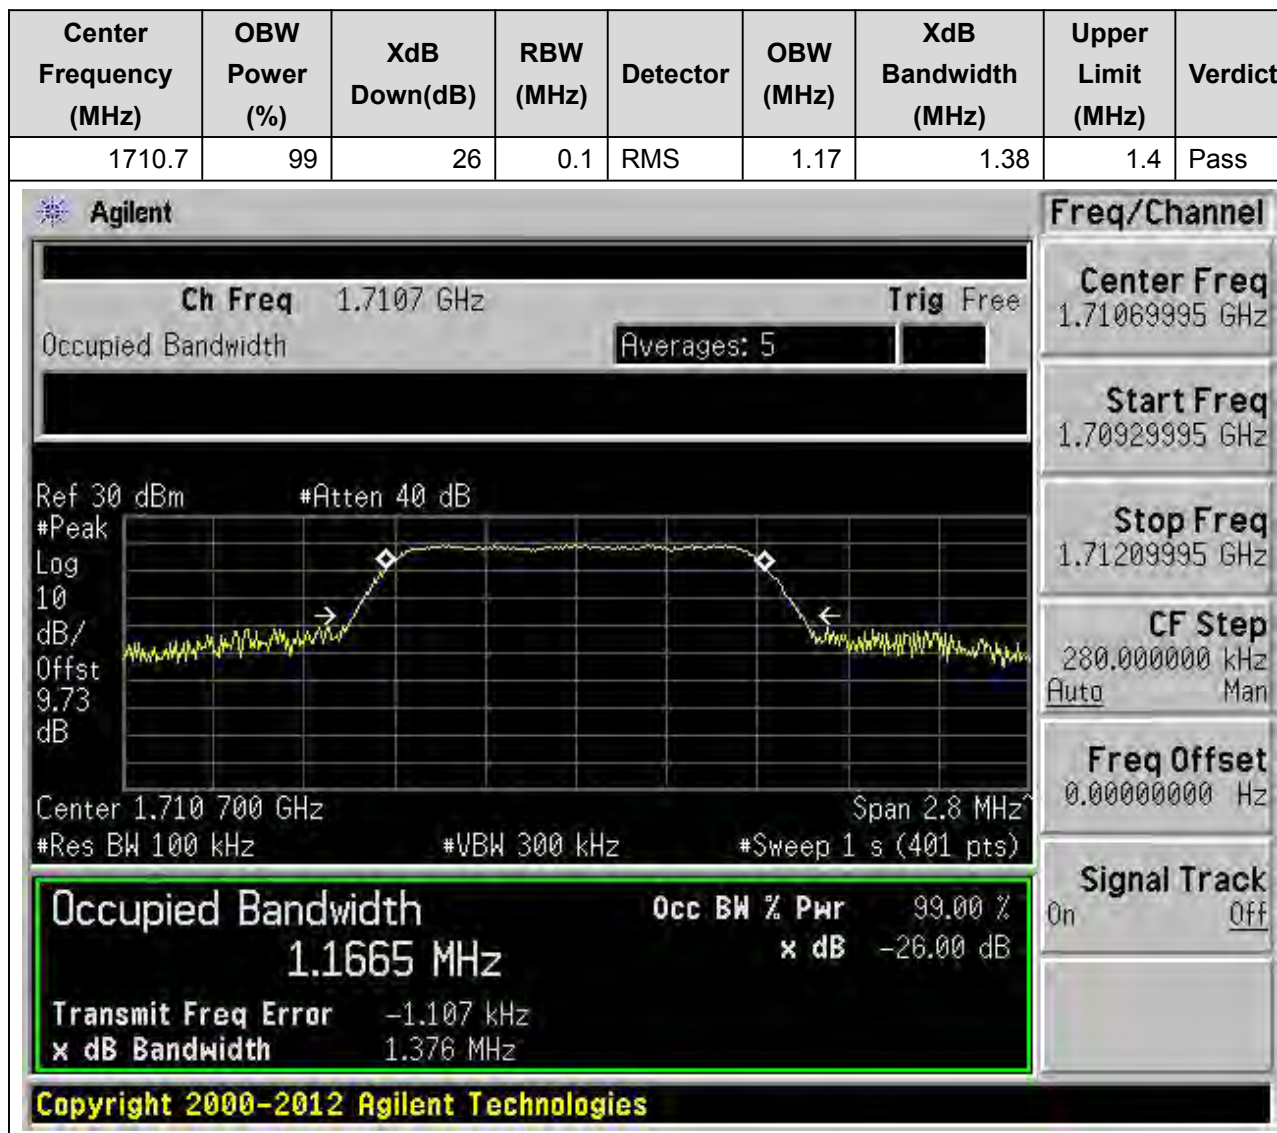 Center Frequency (MHz) OBW Power (%) XdB Down(dB) RBW (MHz) Detector OBW (MHz) XdB Bandwidth (MHz) Upper Limit (MHz) Verdict
1710.7 99 26 0.1 RMS 1.17 1.38 1.4 Pass
Agilent
Freq/Channel
Ch Freq 1.7107 GHz Trig Free
Occupied Bandwidth Averages: 5
Center Freq
1.71069995 GHz
Start Freq
1.70929995 GHz
Stop Freq
1.71209995 GHz
CF Step
280.000000 kHz
Auto Man
Freq Offset
0.00000000 Hz
Signal Track
On Off
Ref 30 dBm #Atten 40 dB
#Peak
Log
10
dB/
Offst
9.73
dB
Center 1.710 700 GHz Span 2.8 MHz^
#Res BW 100 kHz #VBW 300 kHz #Sweep 1 s (401 pts)
Occupied Bandwidth Occ BW % Pwr 99.00 %
1.1665 MHz x dB -26.00 dB
Transmit Freq Error -1.107 kHz
x dB Bandwidth 1.376 MHz
Copyright 2000-2012 Agilent Technologies